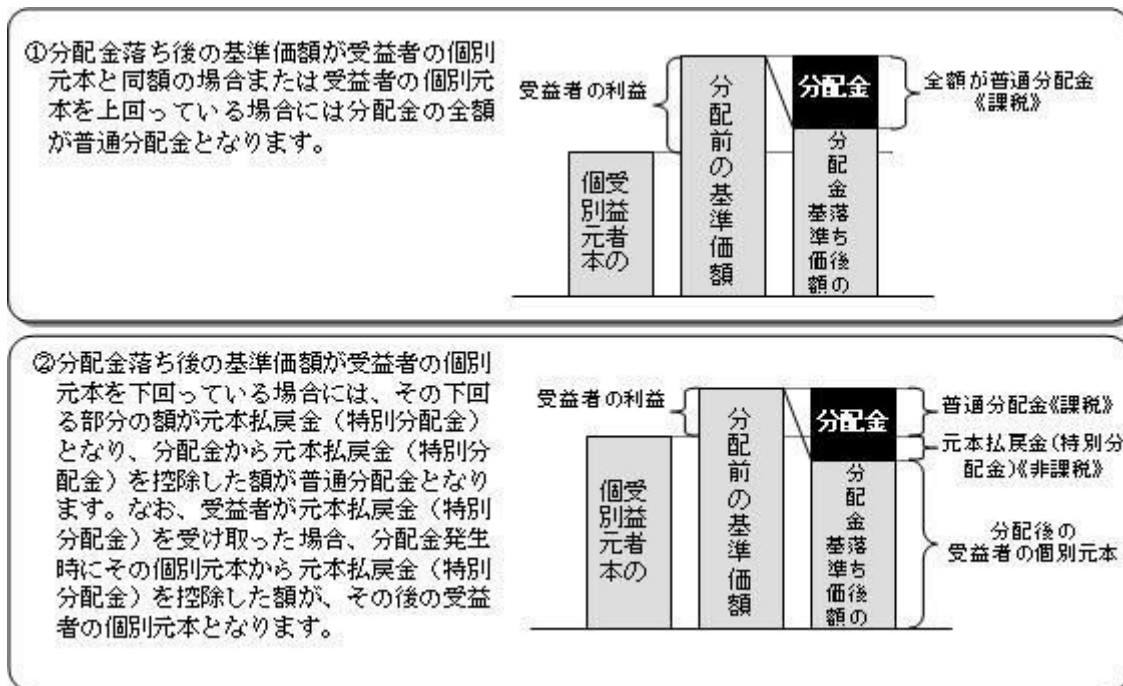 ①分配金落ち後の基準価額が受益者の個別
元本と同額の場合または受益者の個別元
本を上回っている場合には分配金の全額
が普通分配金となります。
受益者の利益
個別元本
受益者の
分配前の基準価額
分配金
基準価額
分配金落ち後の
全額が普通分配金
《課税》
②分配金落ち後の基準価額が受益者の個別
元本を下回っている場合には、その下回
る部分の額が元本払戻金（特別分配金）
となり、分配金から元本払戻金（特別分
配金）を控除した額が普通分配金となり
ます。なお、受益者が元本払戻金（特別
分配金）を受け取った場合、分配金発生
時にその個別元本から元本払戻金（特別
分配金）を控除した額が、その後の受益
者の個別元本となります。
受益者の利益
受益者の
個別元本
分配前の基準価額
分配金
分配金落ち後の
基準価額
普通分配金《課税》
元本払戻金(特別分
配金)《非課税》
分配後の
受益者の個別元本